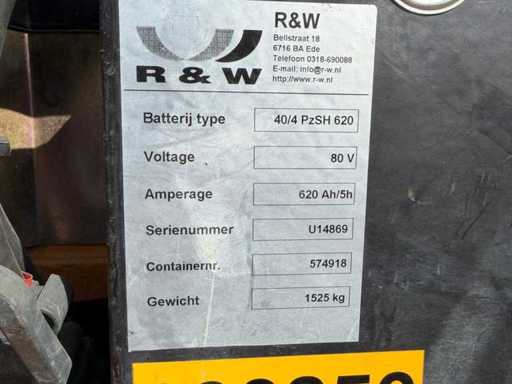 R&W
R&W
Bellstraat 18
6716 BA Ede
Telefoon 0318-690088
E-mail: info@r-w.nl
http://www.r-w.nl
Batterij type 40/4 PzSH 620
Voltage 80 V
Amperage 620 Ah/5h
Serienummer U14869
Containernr. 574918
Gewicht 1525 kg